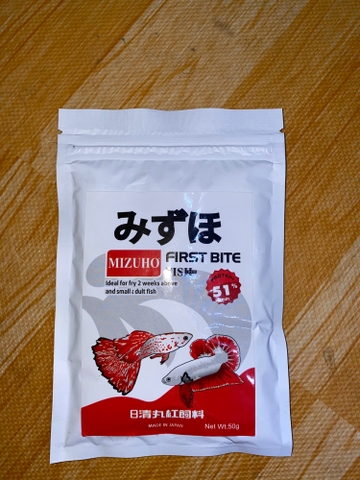 みずほ
MIZUHO
FIRST BITE
FISH
Ideal for fry 2 weeks above
and small adult fish
51
日清丸紅飼料
MADE IN JAPAN
Net Wt.50g